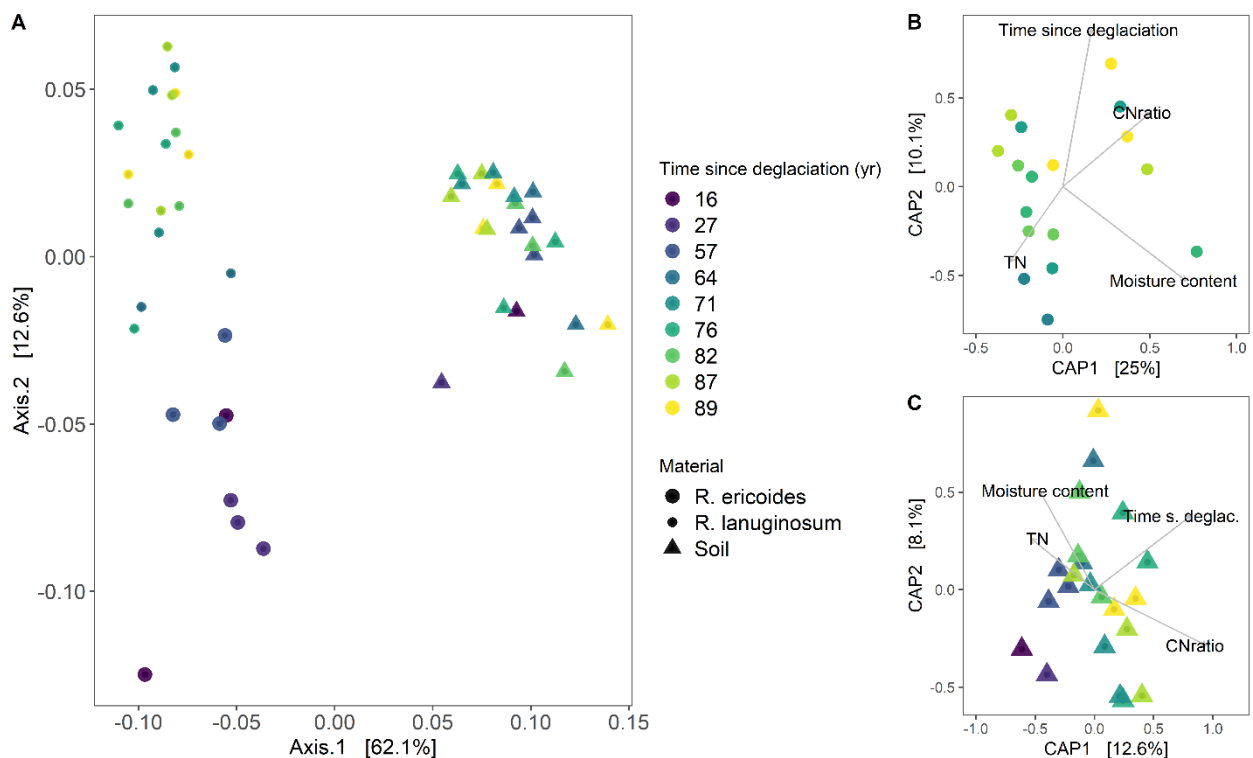 A
Axis.2 [12.6%]
0.05
0.00
-0.05
-0.10
-0.10
-0.05
0.00
0.05
0.10
0.15
Axis.1 [62.1%]
Time since deglaciation (yr)
16
27
57
64
71
76
82
87
89
Material
R. ericoides
R. lanuginosum
Soil
B
Time since deglaciation
CNratio
TN
Moisture content
CAP2 [10.1%]
0.5
0.0
-0.5
-0.5
0.0
0.5
1.0
CAP1 [25%]
C
Moisture content
Time s. deglac.
TN
CNratio
CAP2 [8.1%]
0.5
0.0
-0.5
-1.0
-0.5
0.0
0.5
1.0
CAP1 [12.6%]